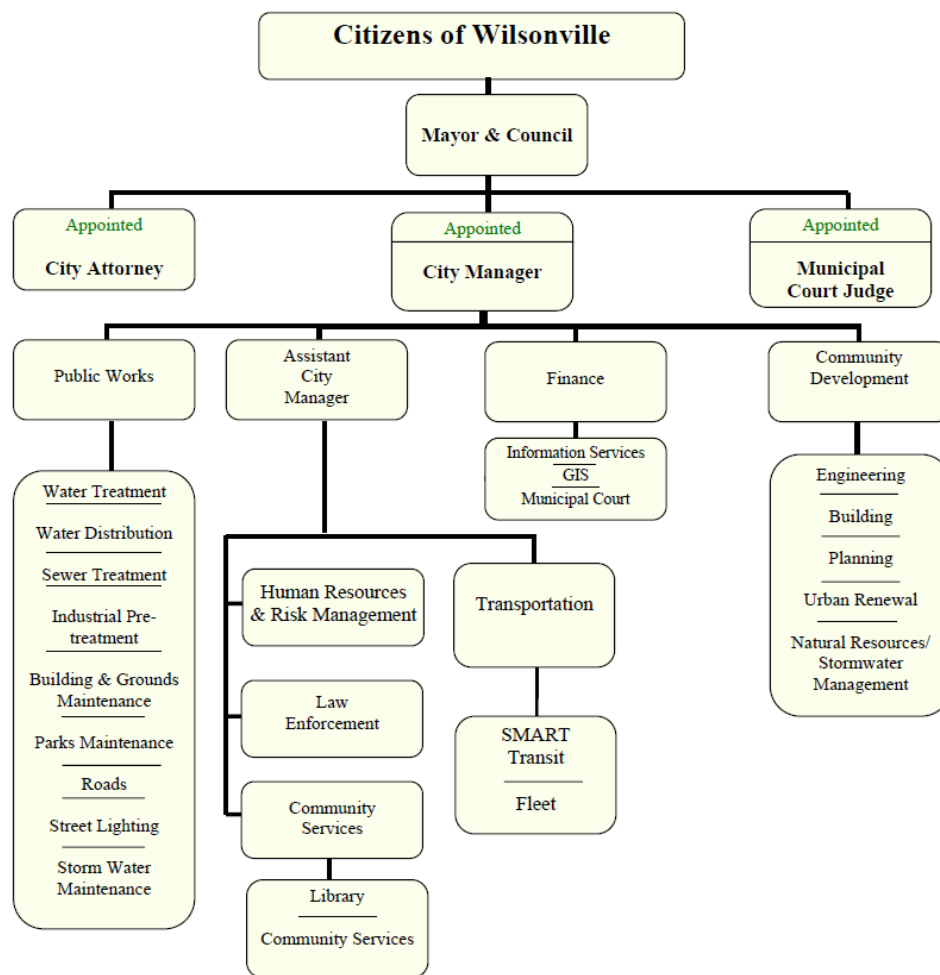 Citizens of Wilsonville
Mayor & Council
Appointed
City Attorney
Appointed
City Manager
Appointed
Municipal
Court Judge
Public Works
Assistant
City
Manager
Finance
Community
Development
Water Treatment
Water Distribution
Sewer Treatment
Industrial Pre-
treatment
Building & Grounds
Maintenance
Parks Maintenance
Roads
Street Lighting
Storm Water
Maintenance
Human Resources
& Risk Management
Law
Enforcement
Community
Services
Library
Community Services
Transportation
SMART
Transit
Fleet
Information Services
GIS
Municipal Court
Engineering
Building
Planning
Urban Renewal
Natural Resources/
Stormwater
Management